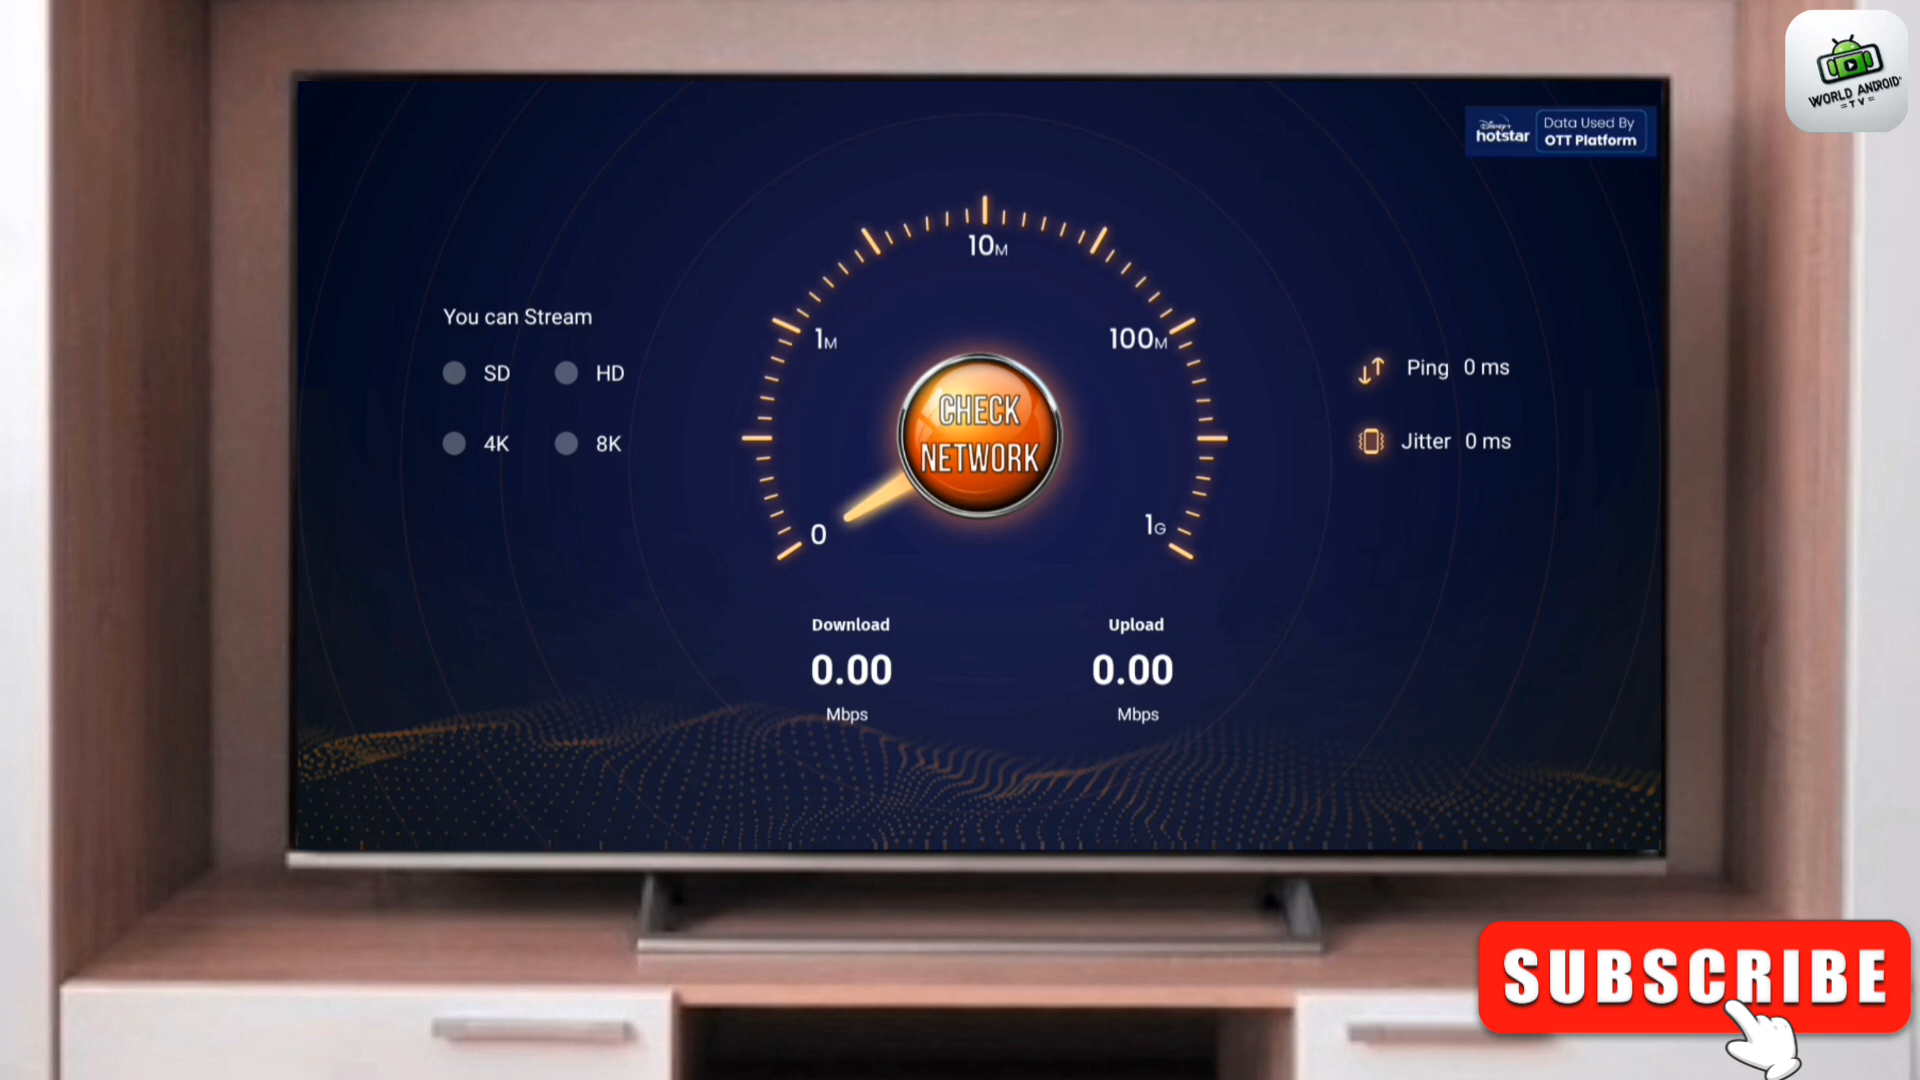 WORLD ANDROID
= TV =
Disney+
hotstar
Data Used By
OTT Platform
10M
1M
100M
You can Stream
SD
HD
4K
8K
CHECK
NETWORK
Ping 0 ms
Jitter 0 ms
0
1G
Download
Upload
0.00
0.00
Mbps
Mbps
SUBSCRIBE